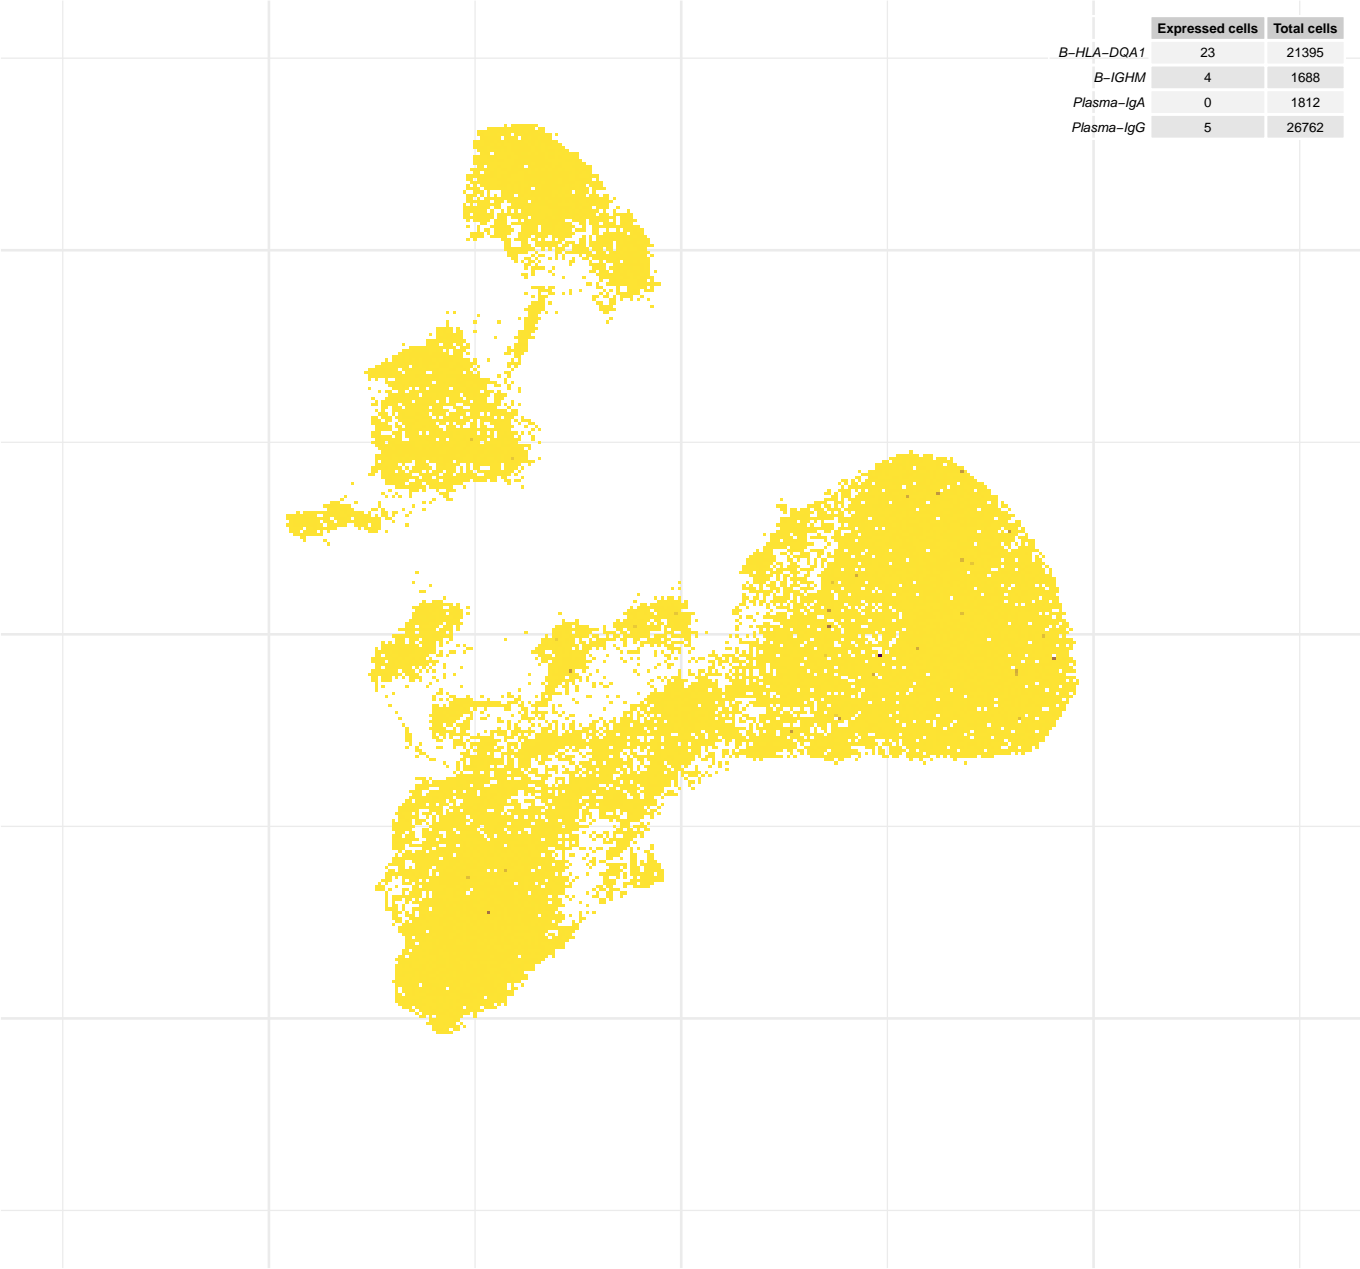 Expressed cells Total cells
B−HLA−DQA1 23 21395
B−IGHM 4 1688
Plasma−IgA 0 1812
Plasma−IgG 5 26762